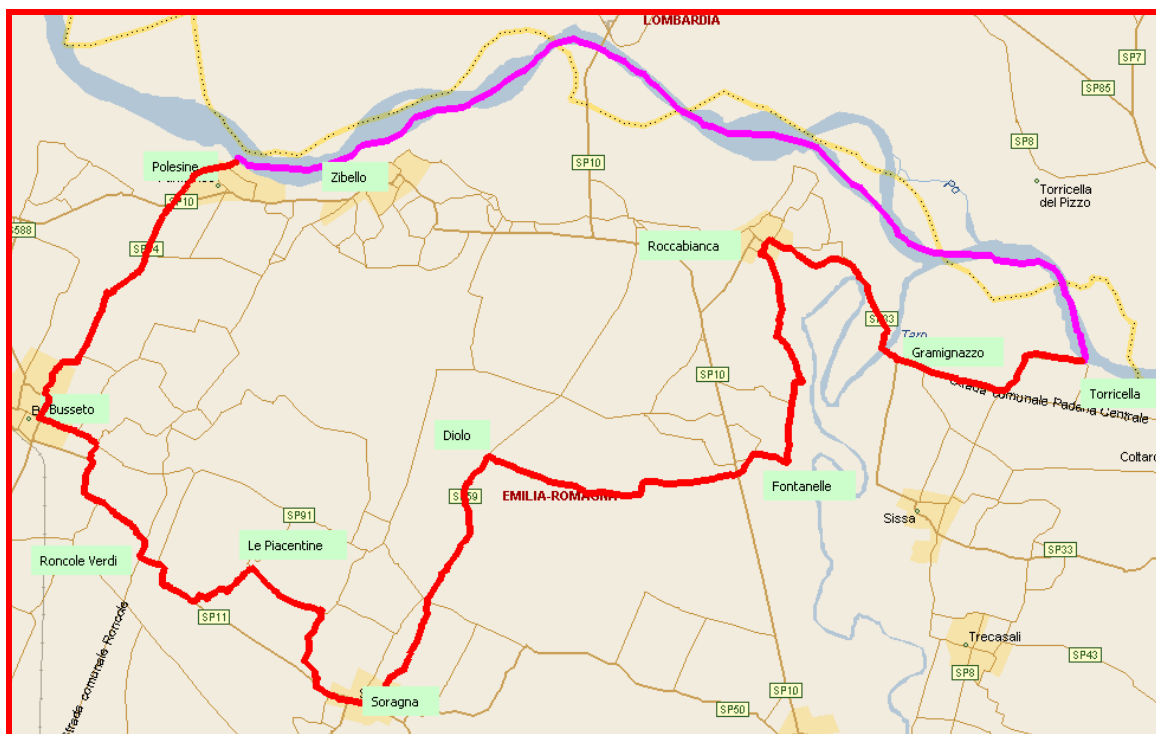 LOMBARDIA
SP7
SP85
SP10
SP8
Polesine
Zibello
Po
Torricella
del Pizzo
SP10
S588
Roccabianca
SP33
Taro
Gramignazzo
Strada comunale Padana Centrale
Torricella
SP10
Busseto
Diolo
Coltaro
Fontanelle
EMILIA-ROMAGNA
SP59
Sissa
SP91
Le Piacentine
Roncole Verdi
SP33
SP11
Strada comunale Roncole
Trecasali
SP43
SP8
Soragna
SP10
SP50